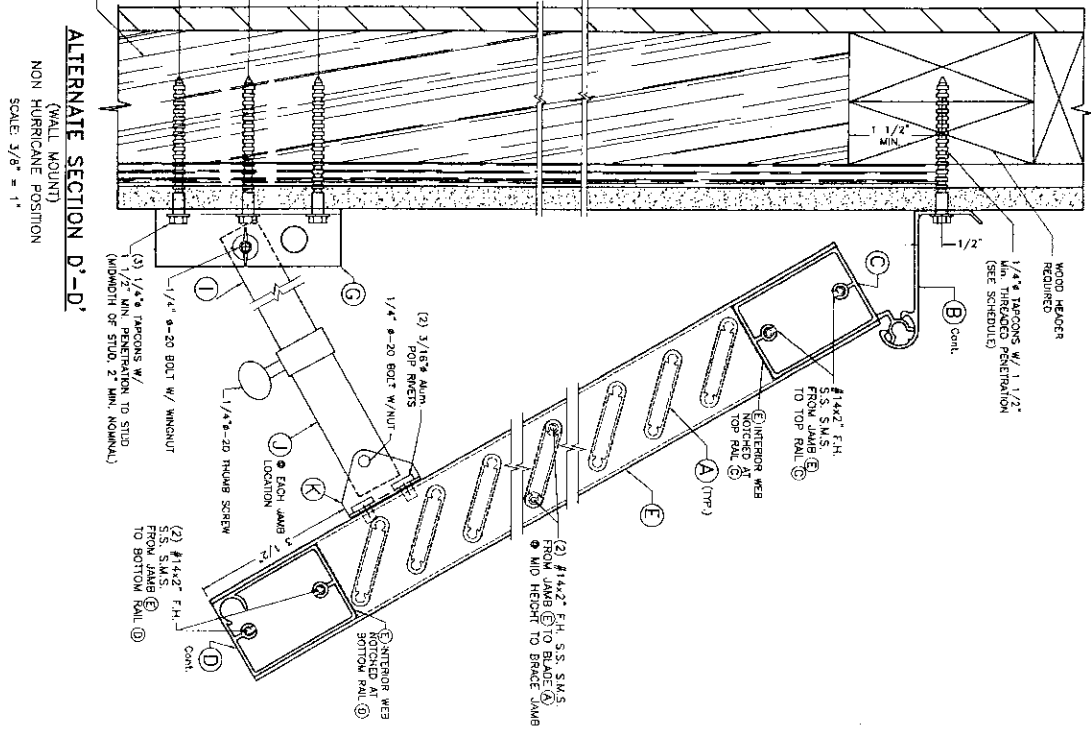 ALTERNATE SECTION D'-D'
(WALL MOUNT)
NON HURRICANE POSITION
SCALE: 3/8" = 1"
WOOD HEADER
REQUIRED
1/4"ø TAPCONS W/ 1 1/2"
Min. THREADED PENETRATION
(SEE SCHEDULE)
1 1/2"
MIN.
1/2"
B Cont.
C
#14x2" F.H.
S.S. S.M.S.
FROM JAMB E
TO TOP RAIL C
E INTERIOR WEB
NOTCHED AT
TOP RAIL C
A (TYP.)
E
(2) #14x2" F.H. S.S. S.M.S.
FROM JAMB E TO BLADE A
@ MID HEIGHT TO BRACE JAMB
G
I
(2) 3/16"ø Alum
POP RIVETS
1/4" ø-20 BOLT W/NUT
1/4" ø-20 BOLT W/ WINGNUT
(3) 1/4"ø TAPCONS W/
1 1/2" MIN. PENETRATION TO STUD
(MIDWIDTH OF STUD, 2" MIN. NOMINAL)
1/4"ø-20 THUMB SCREW
J @ EACH JAMB
LOCATION
K
3 1/2"
(2) #14x2" F.H.
S.S. S.M.S.
FROM JAMB E
TO BOTTOM RAIL D
E INTERIOR WEB
NOTCHED AT
BOTTOM RAIL D
D
Cont.